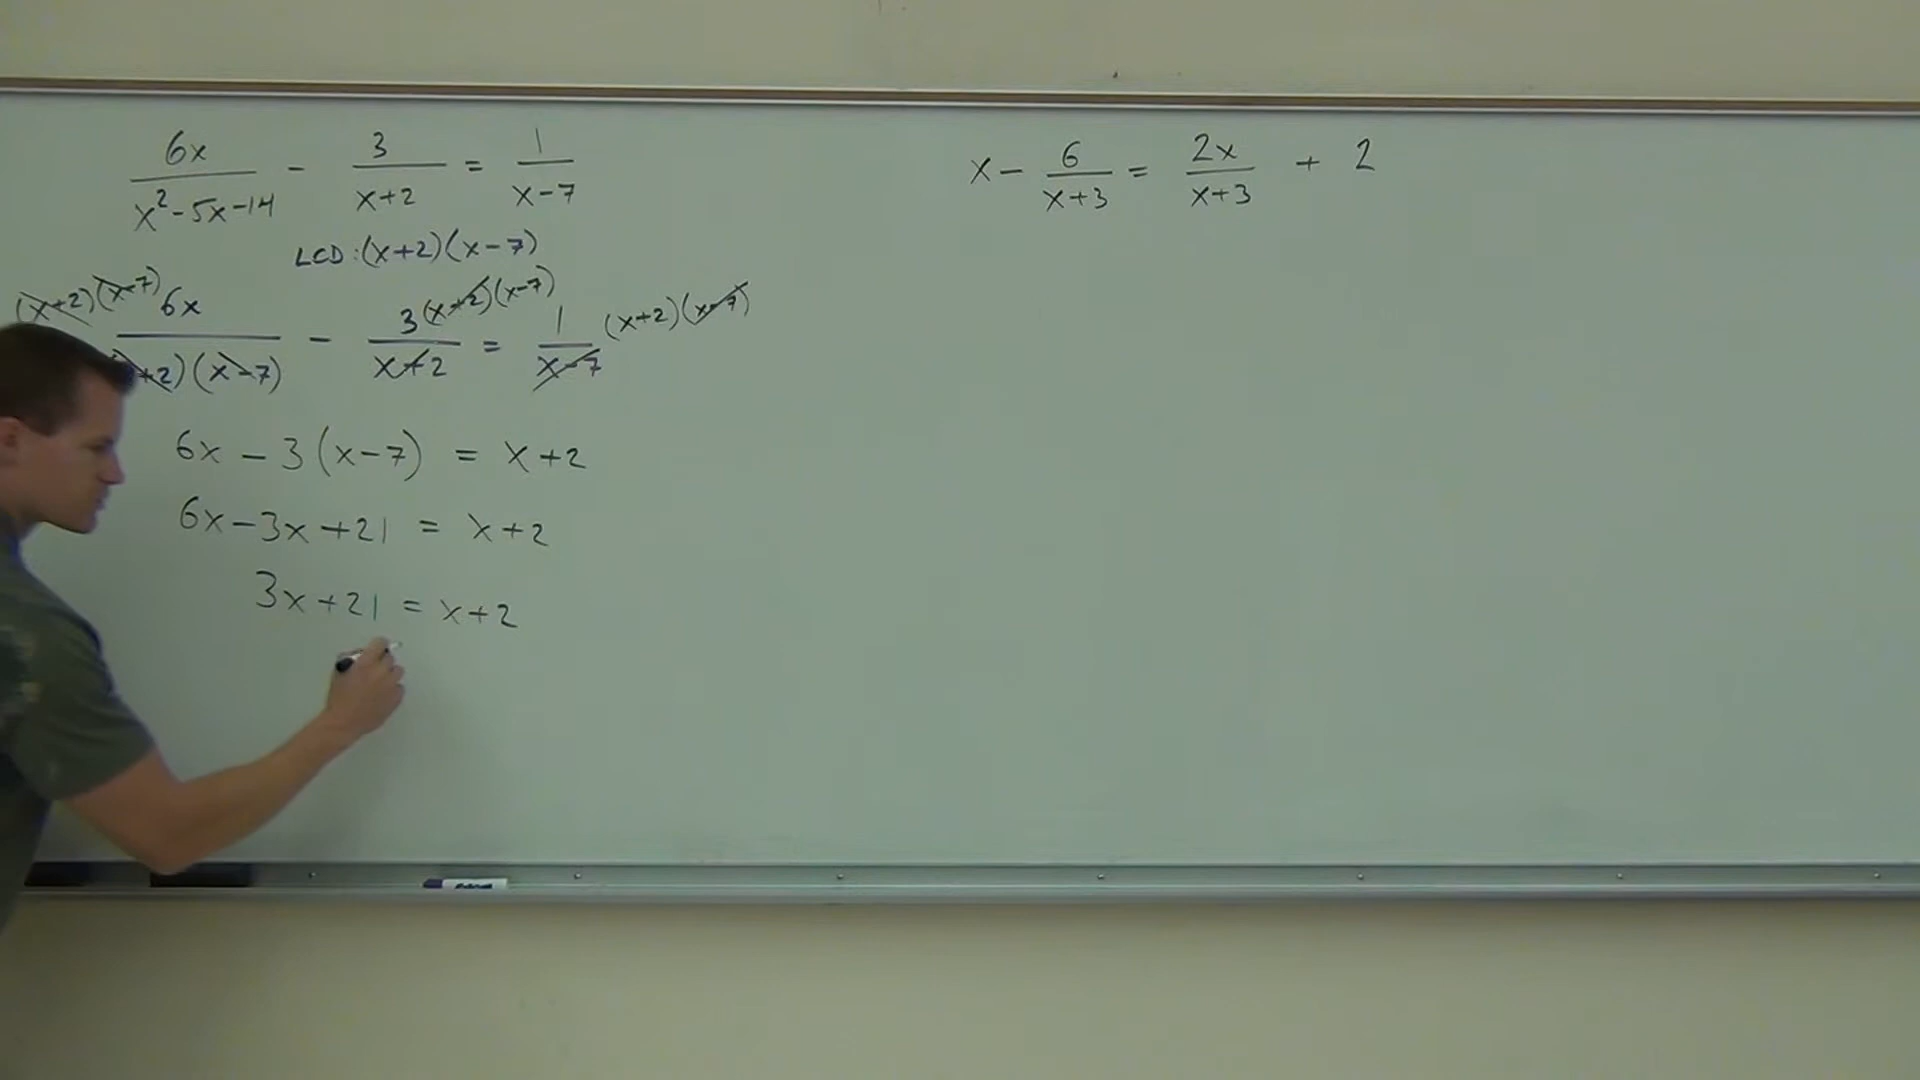 6x/(x²-5x-14) - 3/(x+2) = 1/(x-7)
LCD: (x+2)(x-7)
(x+2)(x-7)6x/(+2)(x-7) - 3(x+2)(x-7)/(x+2) = 1/(x-7) (x+2)(x-7)
6x - 3(x-7) = x+2
6x-3x+21 = x+2
3x+21 = x+2
x - 6/(x+3) = 2x/(x+3) + 2